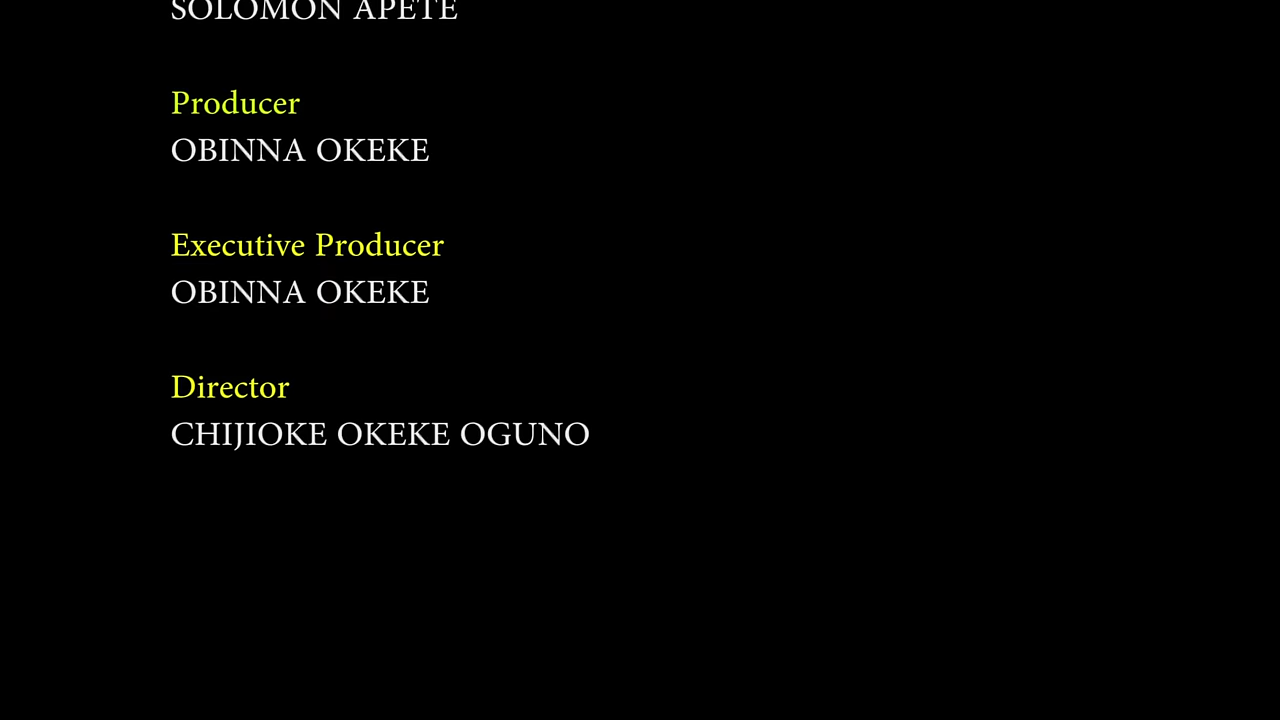 SOLOMON APETE
Producer
OBINNA OKEKE
Executive Producer
OBINNA OKEKE
Director
CHIJIOKE OKEKE OGUNO